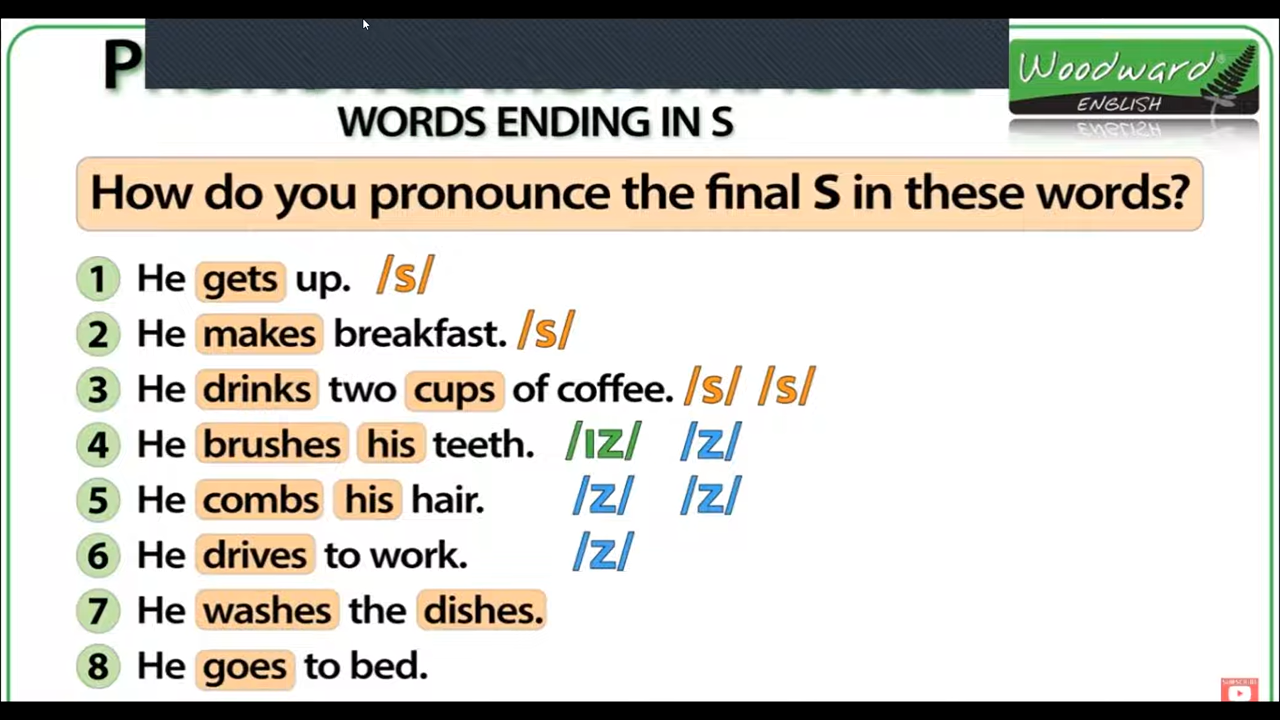 P
Woodward®
ENGLISH
WORDS ENDING IN S
How do you pronounce the final S in these words?
1 He gets up. /s/
2 He makes breakfast. /s/
3 He drinks two cups of coffee. /s/ /s/
4 He brushes his teeth. /ɪz/ /z/
5 He combs his hair. /z/ /z/
6 He drives to work. /z/
7 He washes the dishes.
8 He goes to bed.
SUBSCRIBE